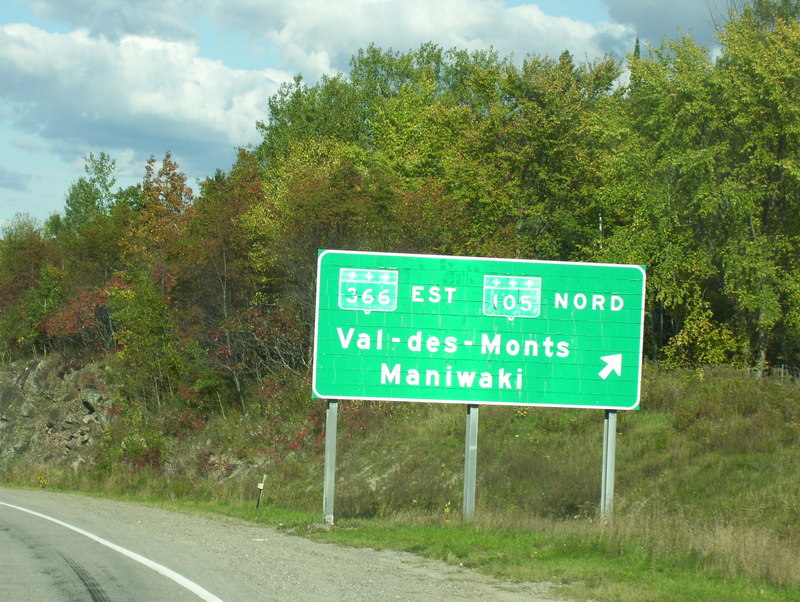 366 EST 105 NORD
Val-des-Monts
Maniwaki